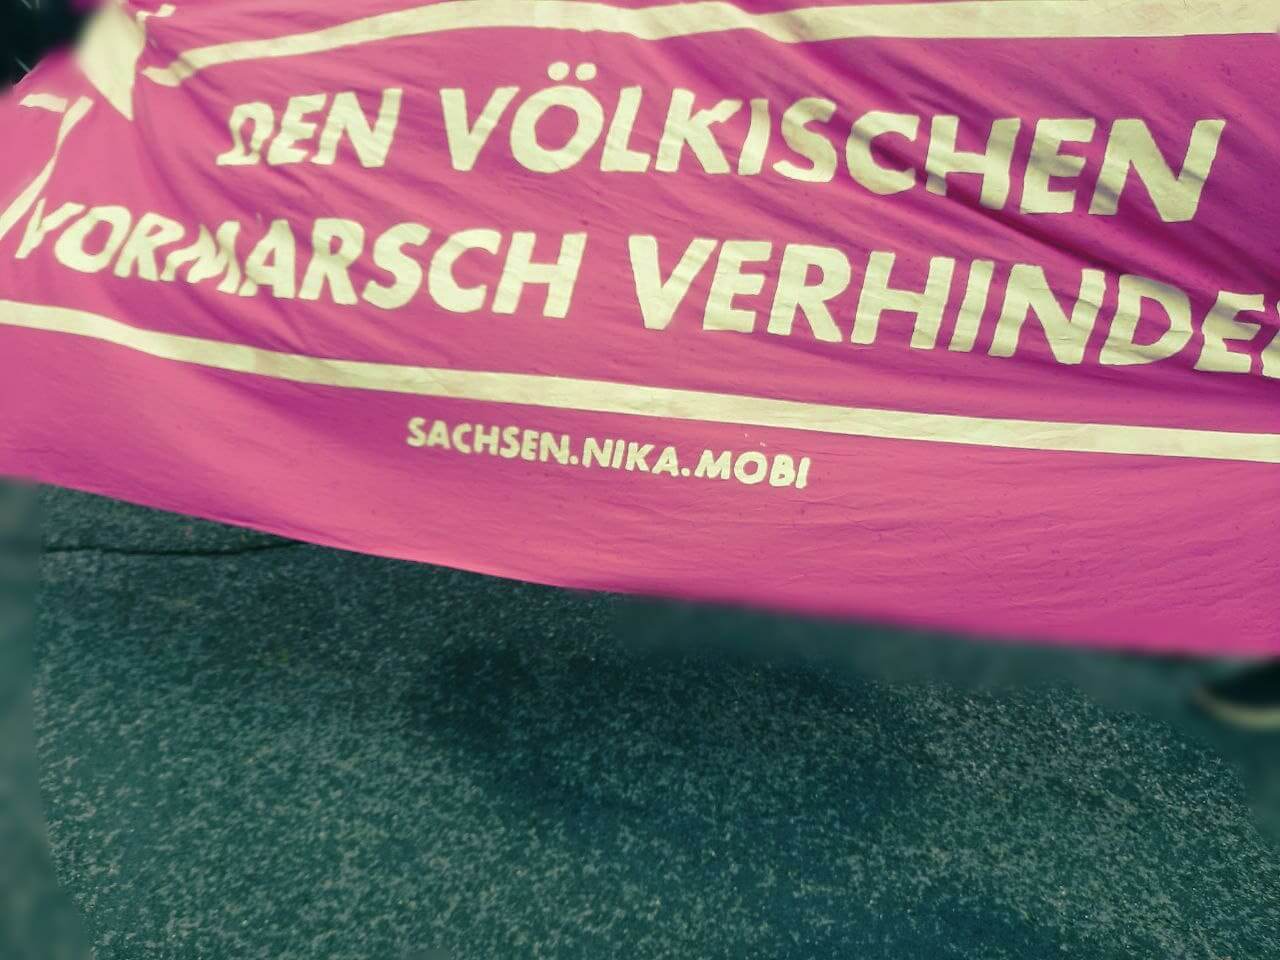 DEN VÖLKISCHEN
VORMARSCH VERHINDE
SACHSEN.NIKA.MOBI